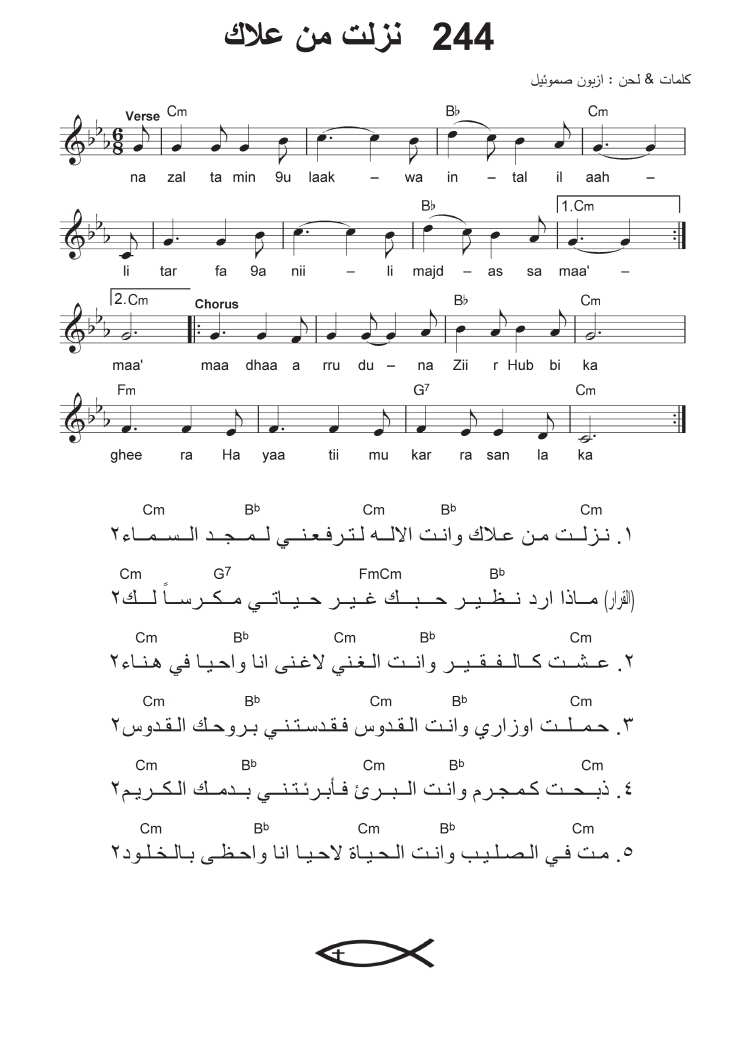 244 نزلت من علاك
كلمات & لحن : ازبون صموئيل
Verse Cm B♭ Cm
6 8
na zal ta min 9u laak – wa in – tal il aah –
B♭ 1.Cm
li tar fa 9a nii – li majd – as sa maa' –
2.Cm Chorus B♭ Cm
maa' maa dhaa a rru du – na Zii r Hub bi ka
Fm G7 Cm
ghee ra Ha yaa tii mu kar ra san la ka
Cm Bb Cm Bb Cm
١. نزلت من علاك وانت الاله لترفعني لمجد السماء٢
Cm G7 FmCm Bb
(القرار) ماذا ارد نظير حبك غير حياتي مكرساً لك٢
Cm Bb Cm Bb Cm
٢. عشت كالفقير وانت الغني لاغنى انا واحيا في هناء٢
Cm Bb Cm Bb Cm
٣. حملت اوزاري وانت القدوس فقدستني بروحك القدوس٢
Cm Bb Cm Bb Cm
٤. ذبحت كمجرم وانت البرئ فأبرئتني بدمك الكريم٢
Cm Bb Cm Bb Cm
٥. مت في الصليب وانت الحياة لاحيا انا واحظى بالخلود٢